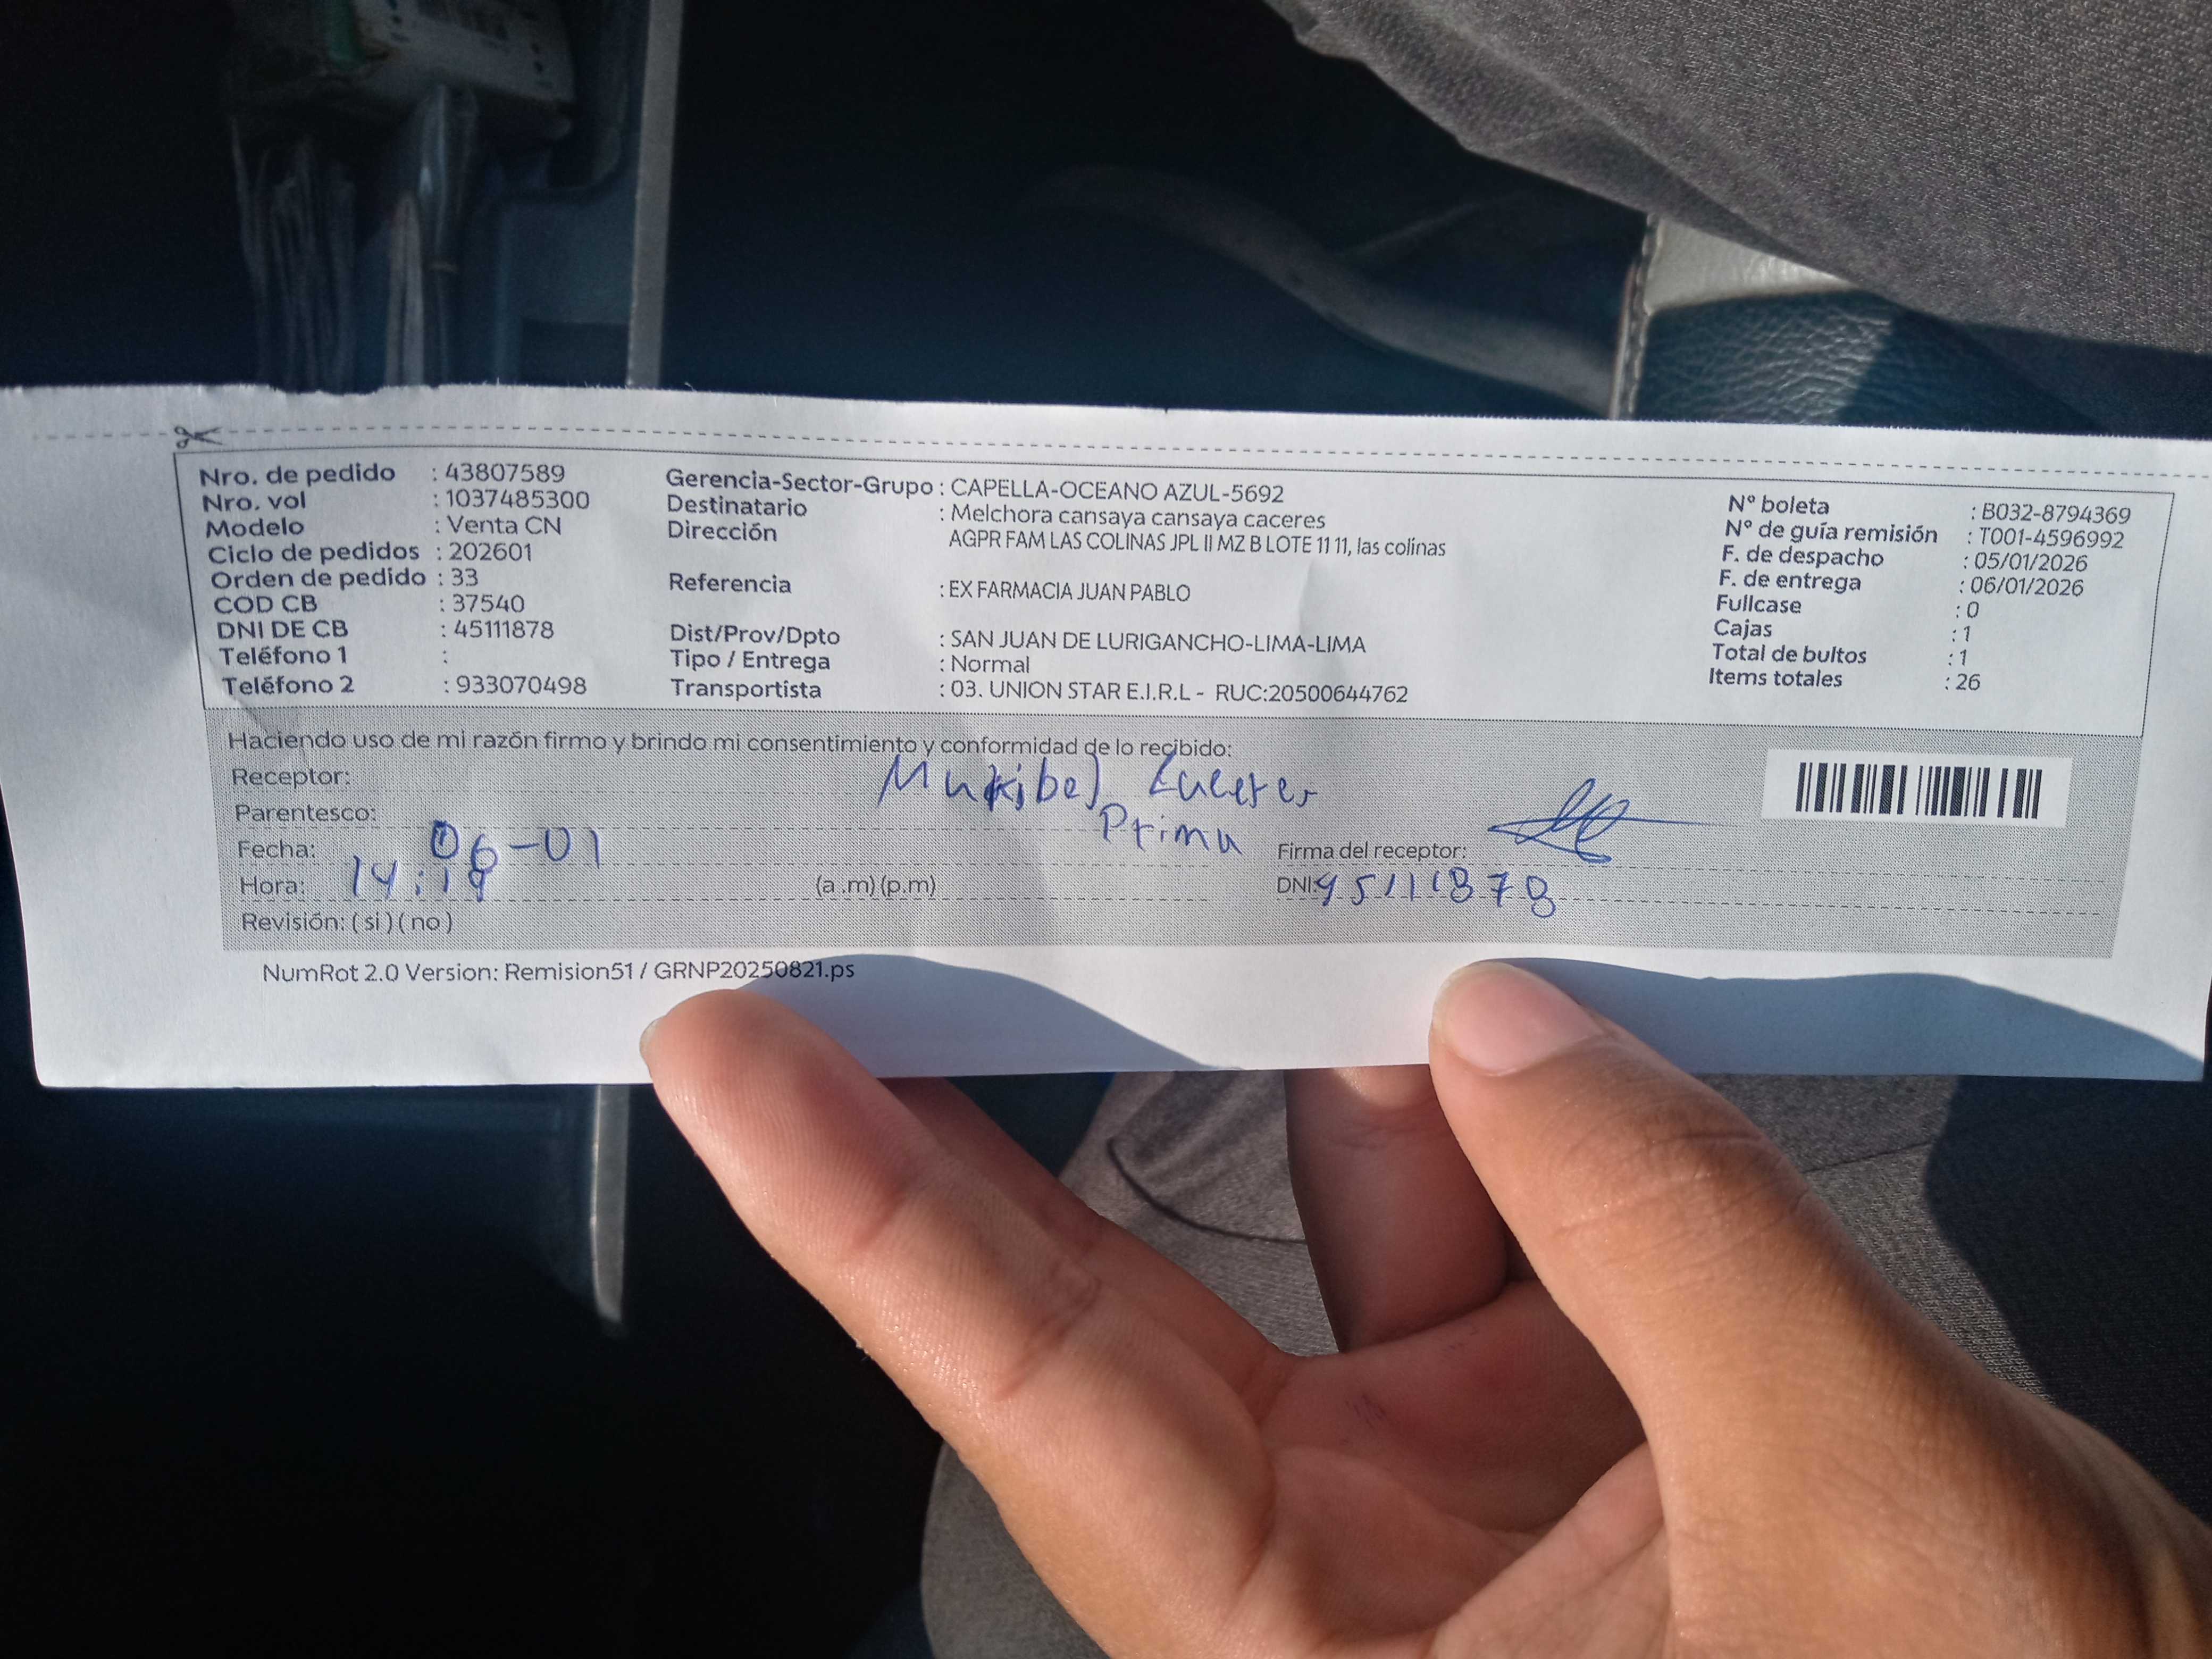 Nro. de pedido : 43807589
Nro. vol : 1037485300
Modelo : Venta CN
Ciclo de pedidos : 202601
Orden de pedido : 33
COD CB : 37540
DNI DE CB : 45111878
Teléfono 1 :
Teléfono 2 : 933070498
Gerencia-Sector-Grupo : CAPELLA-OCEANO AZUL-5692
Destinatario : Melchora cansaya cansaya caceres
Dirección AGPR FAM LAS COLINAS JPL II MZ B LOTE 11 11, las colinas
Referencia : EX FARMACIA JUAN PABLO
Dist/Prov/Dpto : SAN JUAN DE LURIGANCHO-LIMA-LIMA
Tipo / Entrega : Normal
Transportista : 03. UNION STAR E.I.R.L - RUC:20500644762
N° boleta : B032-8794369
N° de guía remisión : T001-4596992
F. de despacho : 05/01/2026
F. de entrega : 06/01/2026
Fullcase : 0
Cajas : 1
Total de bultos : 1
Items totales : 26
Haciendo uso de mi razón firmo y brindo mi consentimiento y conformidad de lo recibido:
Receptor:
Parentesco: Prima
Fecha: 06-01
Firma del receptor:
Hora: 14:19 (a .m) (p.m)
DNI: 45111878
Revisión: ( si ) ( no )
NumRot 2.0 Version: Remision51 / GRNP20250821.ps